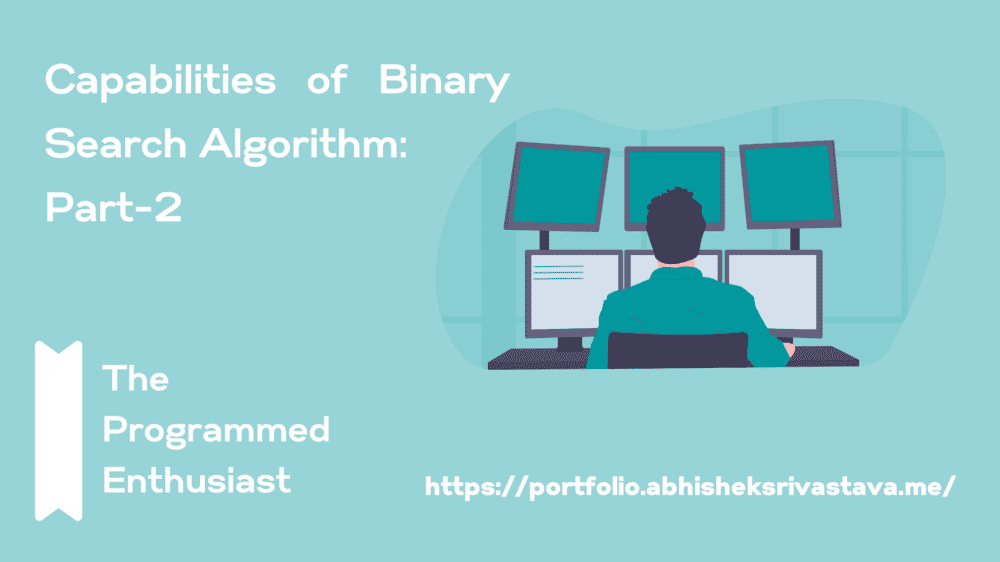 Capabilities of Binary
Search Algorithm:
Part-2
The
Programmed
Enthusiast
https://portfolio.abhisheksrivastava.me/